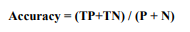 Accuracy = (TP+TN) / (P + N)